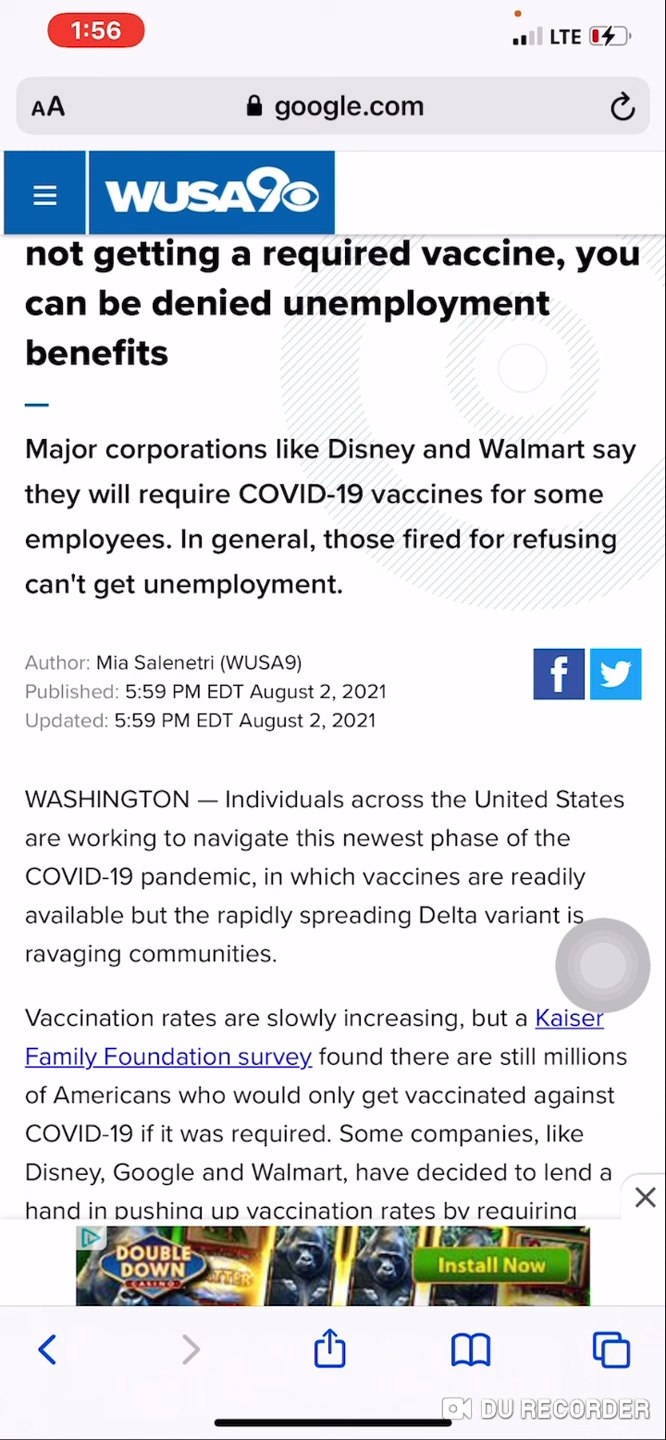 1:56
LTE
AA
google.com
WUSA9
not getting a required vaccine, you
can be denied unemployment
benefits
Major corporations like Disney and Walmart say
they will require COVID-19 vaccines for some
employees. In general, those fired for refusing
can't get unemployment.
Author: Mia Salenetri (WUSA9)
Published: 5:59 PM EDT August 2, 2021
Updated: 5:59 PM EDT August 2, 2021
f
WASHINGTON — Individuals across the United States
are working to navigate this newest phase of the
COVID-19 pandemic, in which vaccines are readily
available but the rapidly spreading Delta variant is
ravaging communities.
Vaccination rates are slowly increasing, but a Kaiser
Family Foundation survey found there are still millions
of Americans who would only get vaccinated against
COVID-19 if it was required. Some companies, like
Disney, Google and Walmart, have decided to lend a
hand in pushing up vaccination rates by requiring
DOUBLE
DOWN
CASINO
Install Now
DU RECORDER